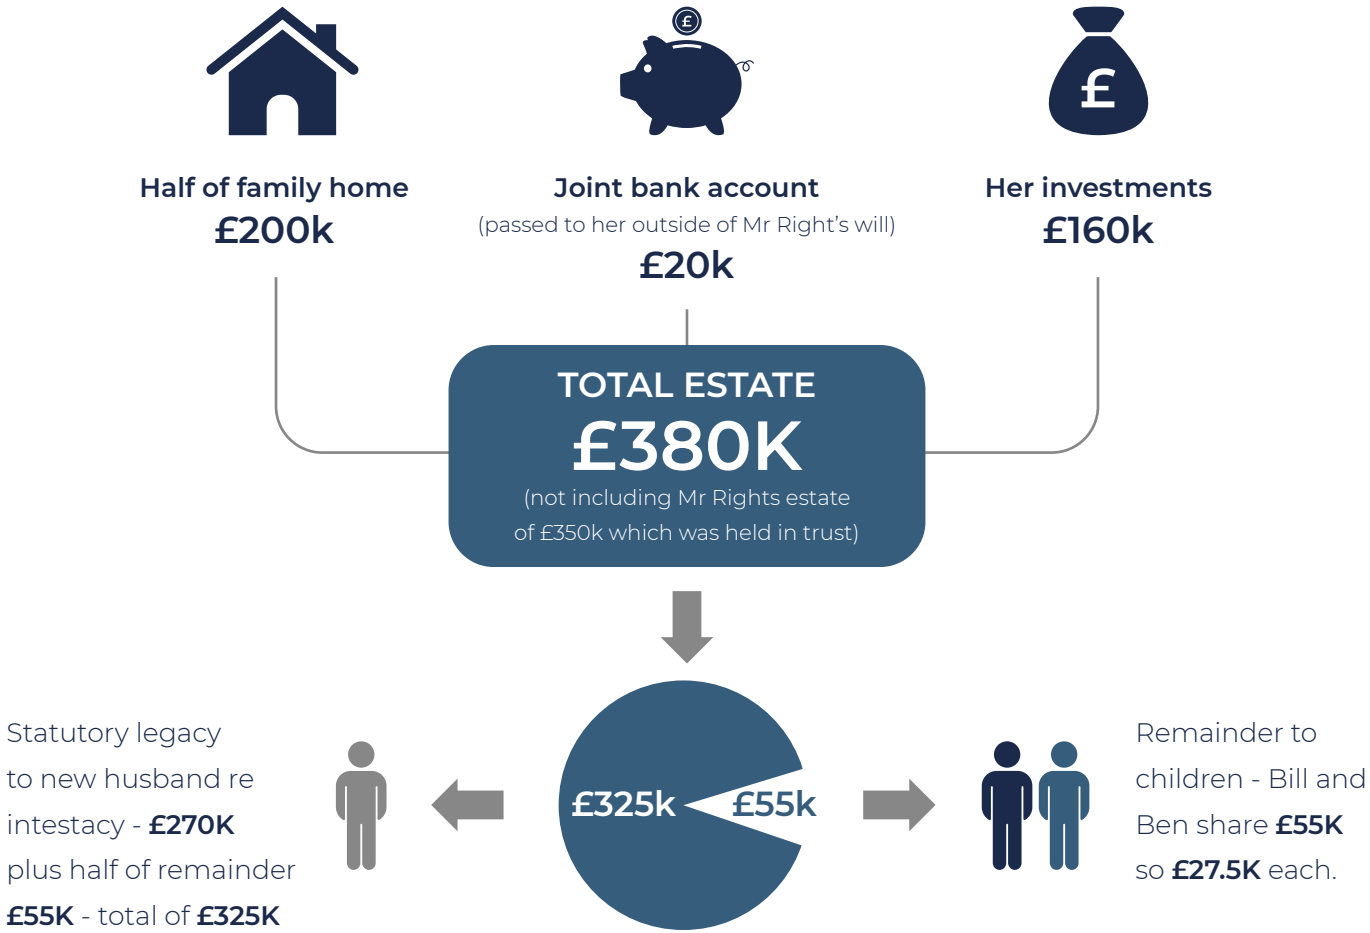 £
£
Half of family home
£200k
Joint bank account
(passed to her outside of Mr Right's will)
£20k
Her investments
£160k
TOTAL ESTATE
£380K
(not including Mr Rights estate
of £350k which was held in trust)
Statutory legacy
to new husband re
intestacy - £270K
plus half of remainder
£55K - total of £325K
£325k
£55k
Remainder to
children - Bill and
Ben share £55K
so £27.5K each.